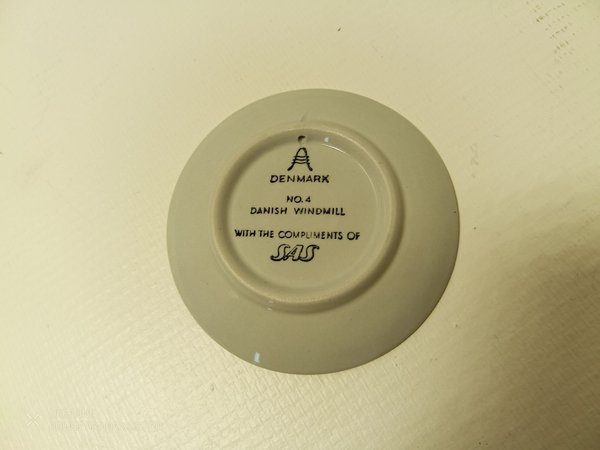 DENMARK
NO. 4
DANISH WINDMILL
WITH THE COMPLIMENTS OF
SAS